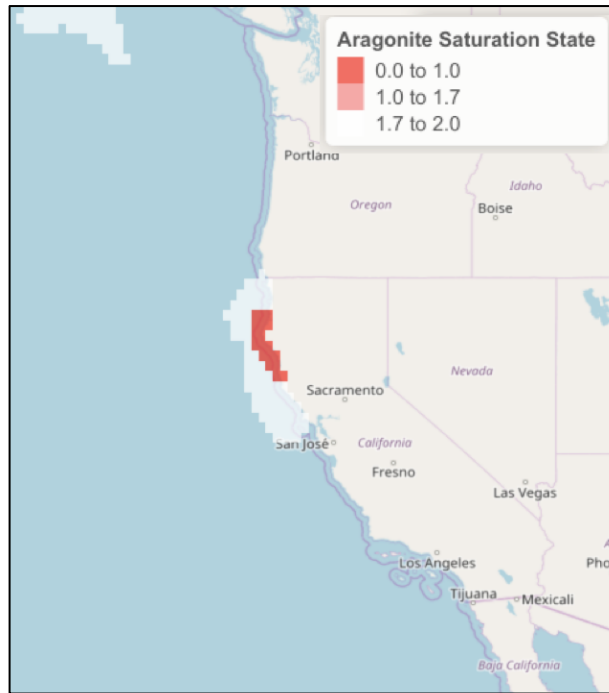 Aragonite Saturation State
0.0 to 1.0
1.0 to 1.7
1.7 to 2.0
Portland
Idaho
Oregon
Boise
Nevada
Sacramento
San José
California
Fresno
Las Vegas
Los Angeles
Pho
Tijuana
Mexicali
Baja California